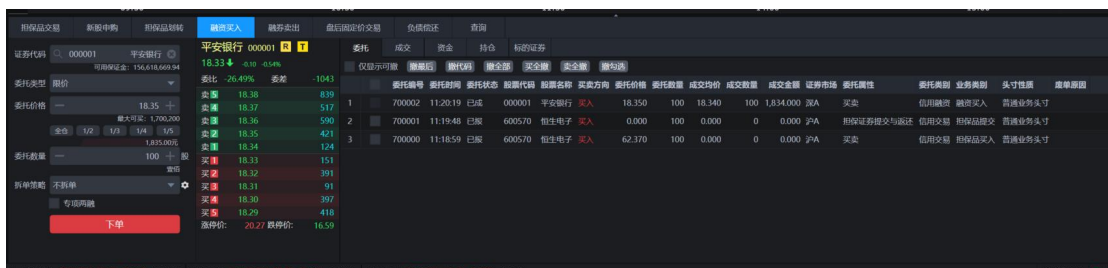 担保品交易 新股申购 担保品划转 融资买入 融券卖出 盘后固定价交易 负债偿还 查询
证券代码 000001 平安银行
可用保证金: 156,618,669.94
委托类型 限价
委托价格 18.35
最大可买: 1,700,200
全仓 1/2 1/3 1/4 1/5
1,835.00元
委托数量 100 股
壹佰
拆单策略 不拆单
专项两融
下单
平安银行 000001 R T
18.33 -0.10 -0.54%
委比 -26.49% 委差 -1043
卖5 18.38 839
卖4 18.37 517
卖3 18.36 590
卖2 18.35 421
卖1 18.34 124
买1 18.33 151
买2 18.32 391
买3 18.31 91
买4 18.30 397
买5 18.29 418
涨停价: 20.27 跌停价: 16.59
委托 成交 资金 持仓 标的证券
仅显示可撤 撤最后 撤代码 撤全部 买全撤 卖全撤 撤勾选
委托编号 委托时间 委托状态 股票代码 股票名称 买卖方向 委托价格 委托数量 成交均价 成交数量 成交金额 证券市场 委托属性 委托类别 业务类别 头寸性质 废单原因
1 700002 11:20:19 已成 000001 平安银行 买入 18.350 100 18.340 100 1,834.000 深A 买卖 信用融资 融资买入 普通业务头寸
2 700001 11:19:48 已报 600570 恒生电子 买入 0.000 100 0.000 0 0.000 沪A 担保证券提交与返还 信用交易 担保品提交 普通业务头寸
3 700000 11:18:59 已报 600570 恒生电子 买入 62.370 100 0.000 0 0.000 沪A 买卖 信用交易 担保品买入 普通业务头寸